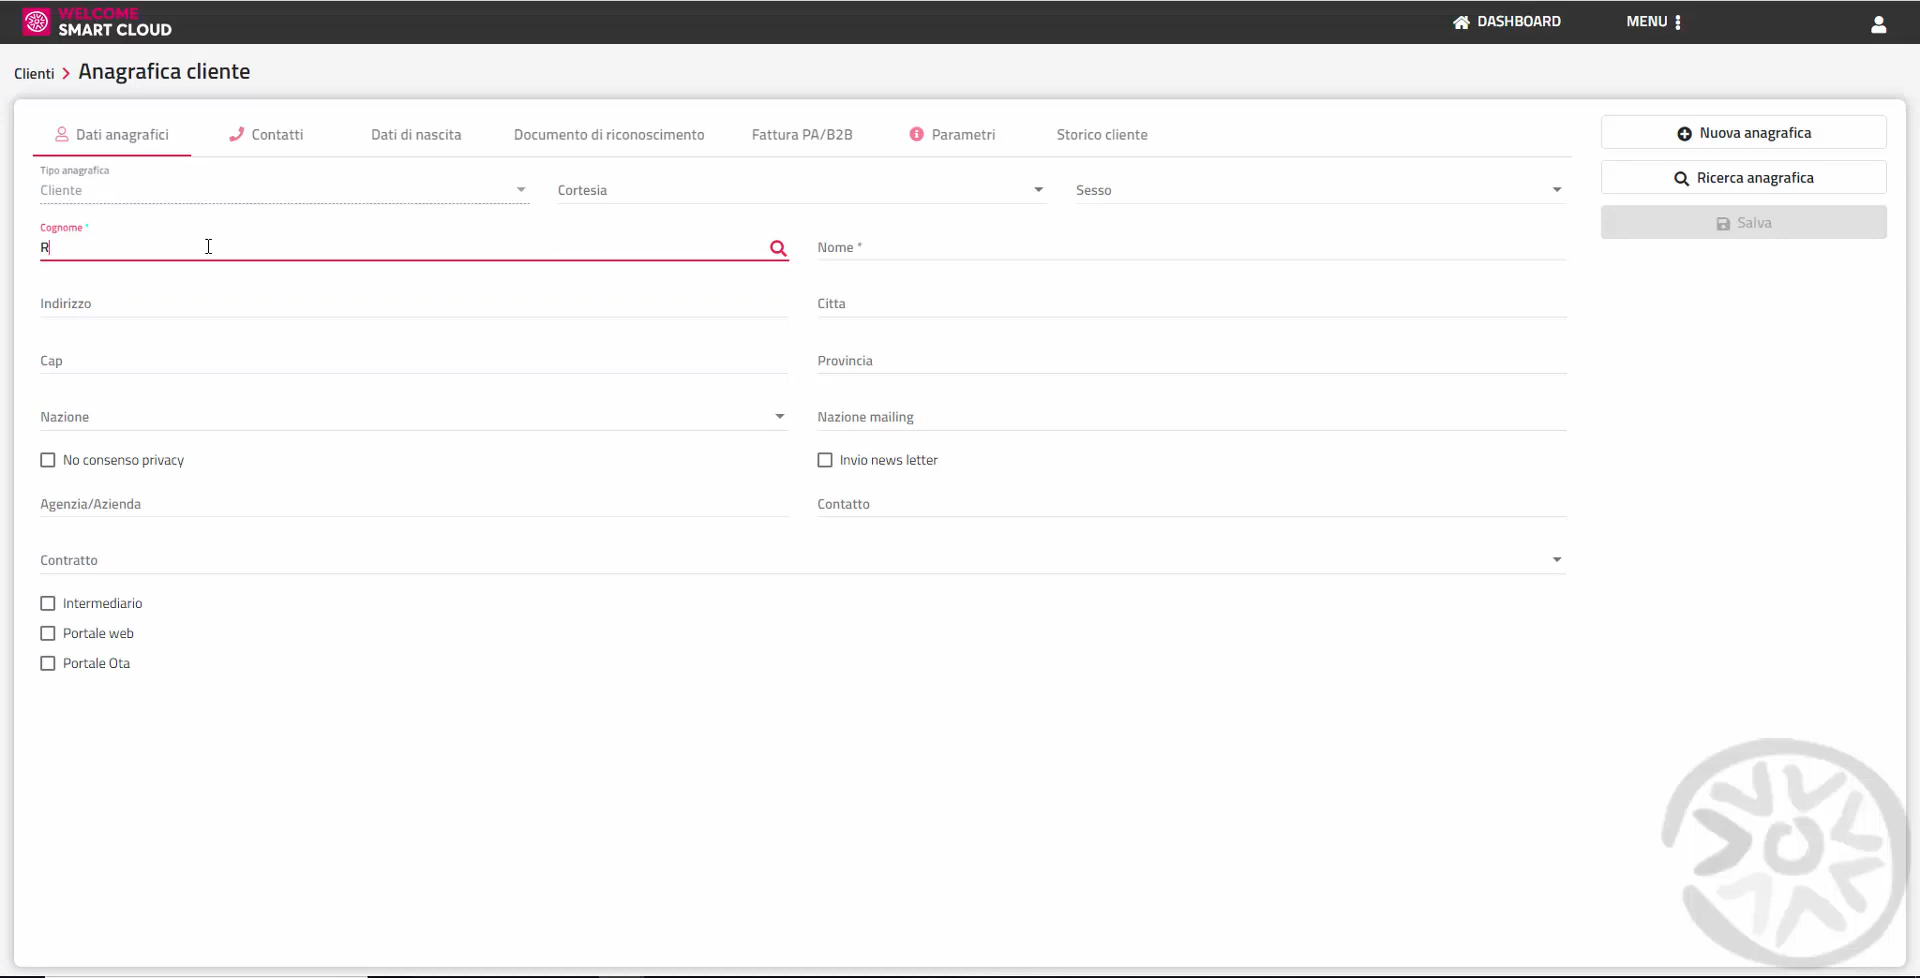 WELCOME
SMART CLOUD
DASHBOARD
MENU
Clienti
Anagrafica cliente
Dati anagrafici
Contatti
Dati di nascita
Documento di riconoscimento
Fattura PA/B2B
Parametri
Storico cliente
Nuova anagrafica
Ricerca anagrafica
Salva
Tipo anagrafica
Cliente
Cortesia
Sesso
Cognome *
R
Nome *
Indirizzo
Citta
Cap
Provincia
Nazione
Nazione mailing
No consenso privacy
Invio news letter
Agenzia/Azienda
Contatto
Contratto
Intermediario
Portale web
Portale Ota